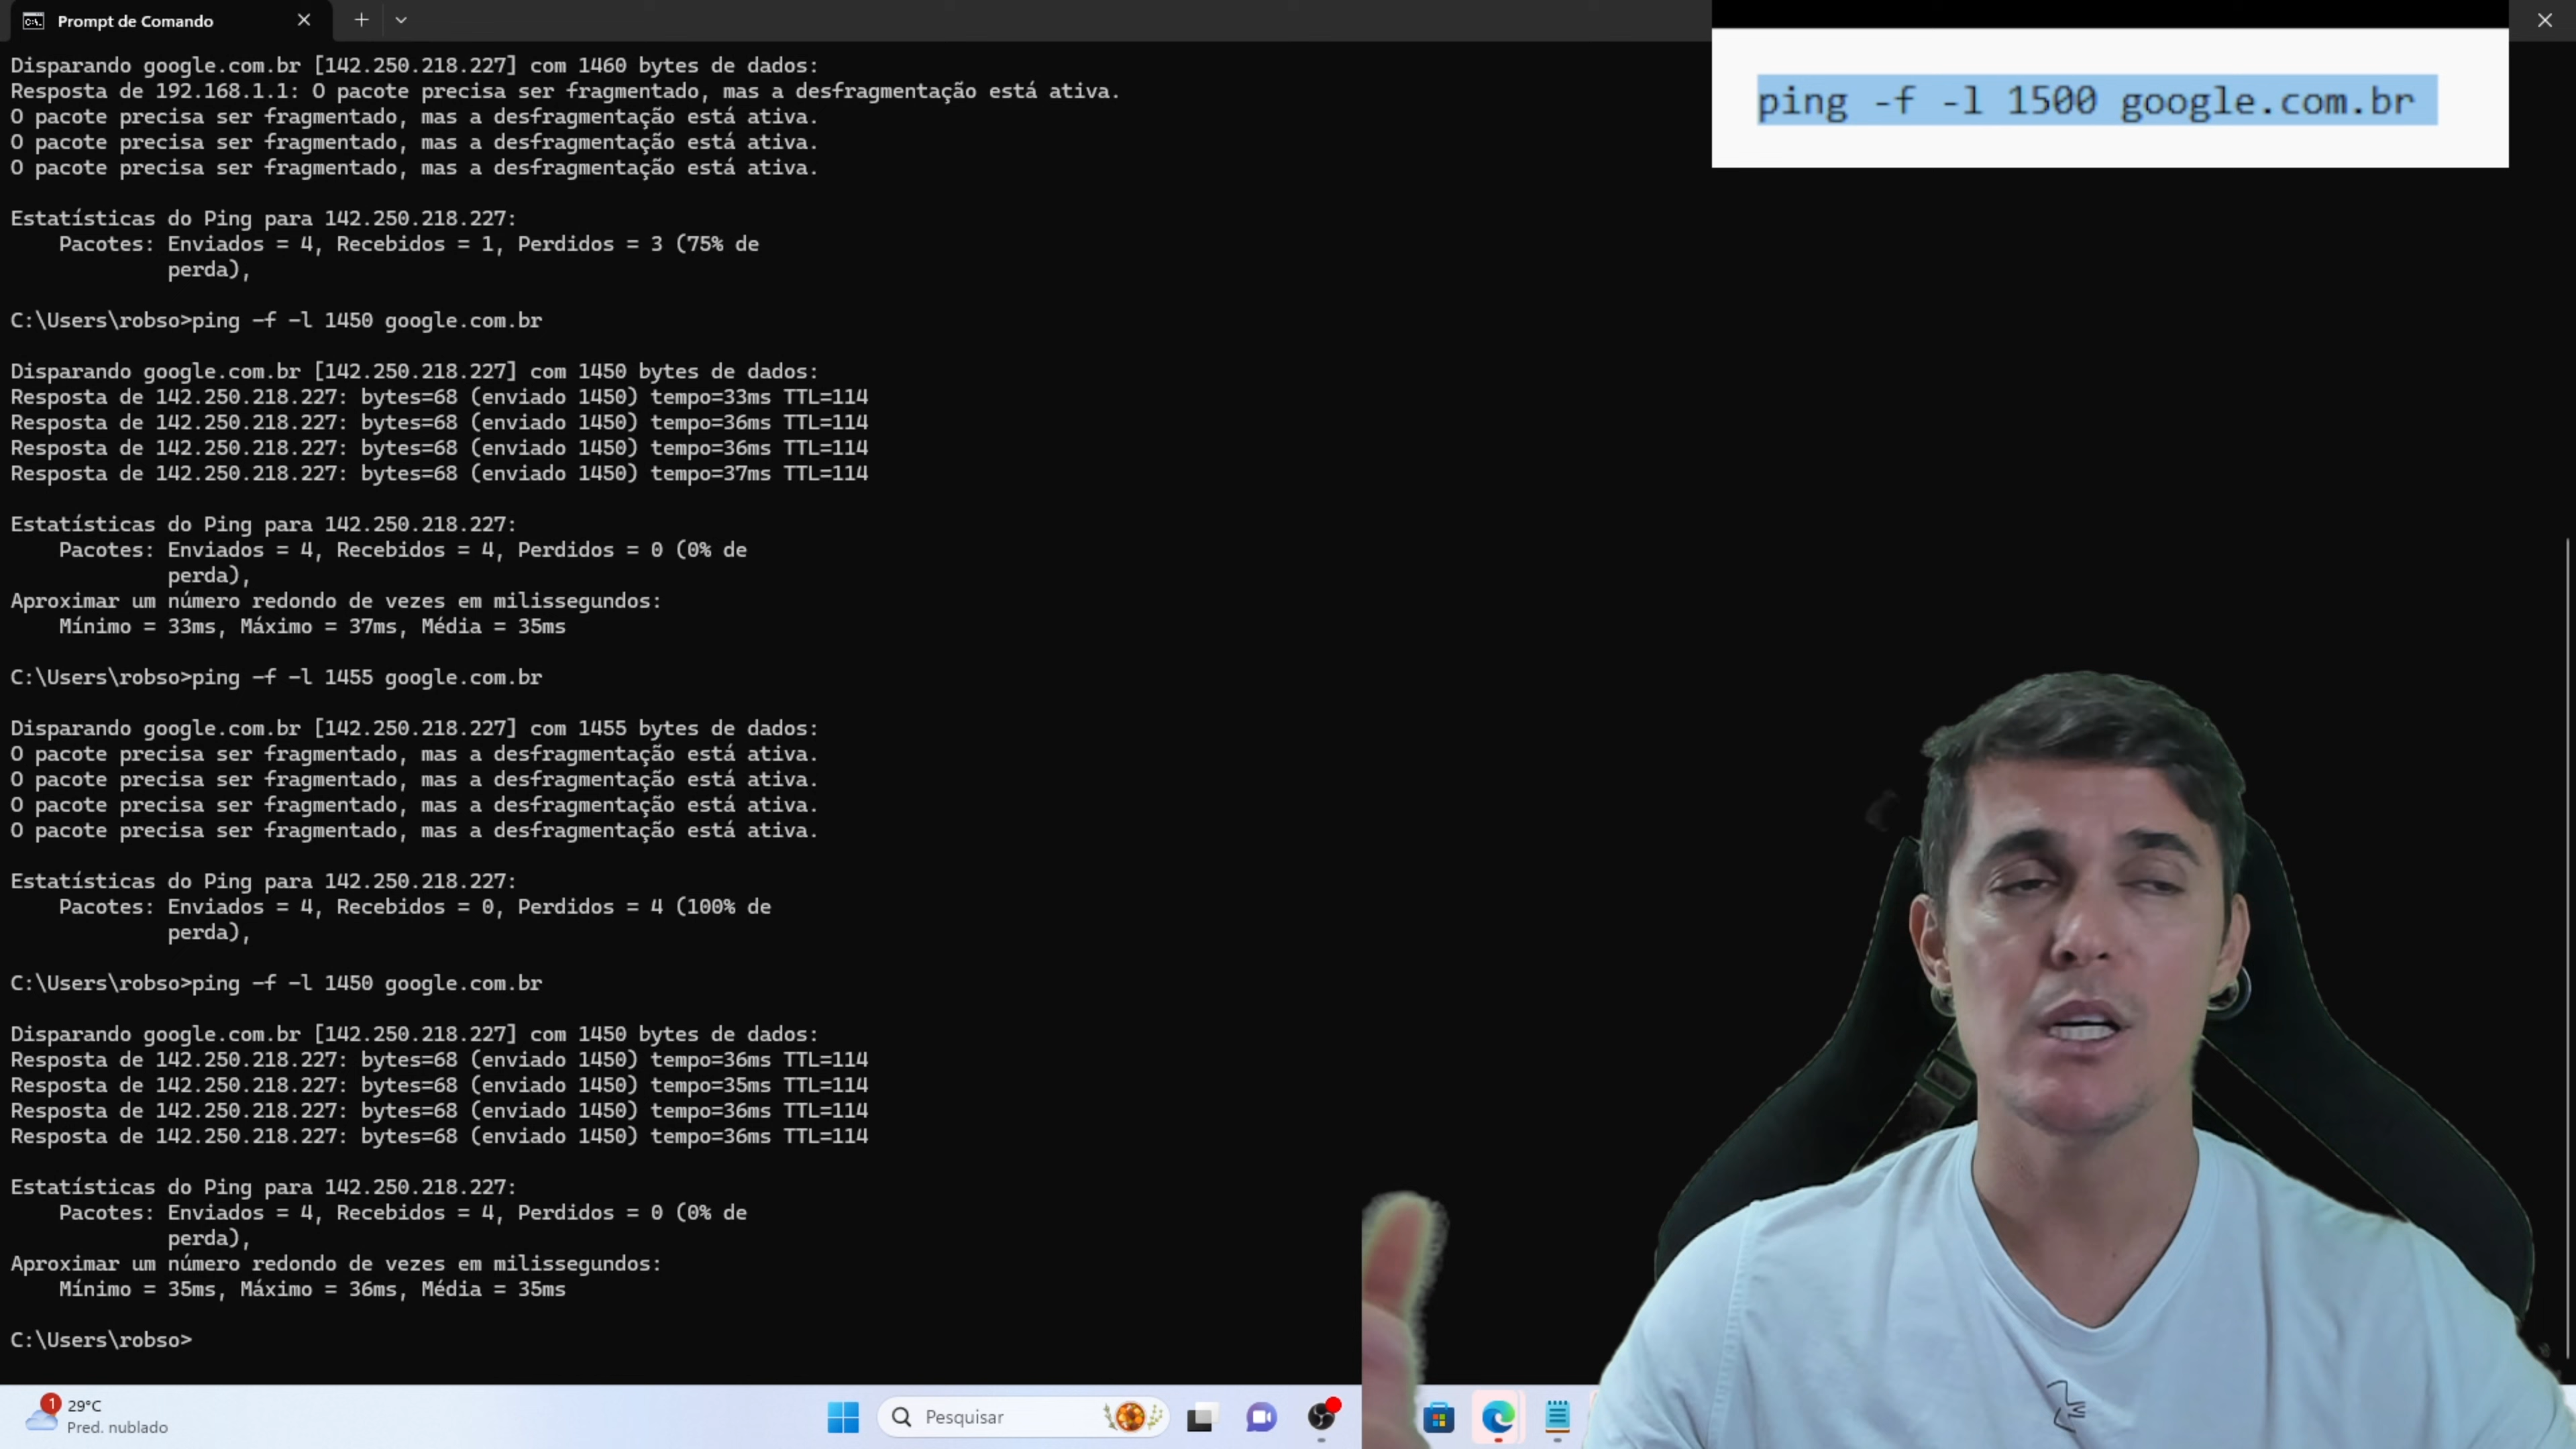 Prompt de Comando
ping -f -l 1500 google.com.br
Disparando google.com.br [142.250.218.227] com 1460 bytes de dados:
Resposta de 192.168.1.1: O pacote precisa ser fragmentado, mas a desfragmentação está ativa.
O pacote precisa ser fragmentado, mas a desfragmentação está ativa.
O pacote precisa ser fragmentado, mas a desfragmentação está ativa.
O pacote precisa ser fragmentado, mas a desfragmentação está ativa.
Estatísticas do Ping para 142.250.218.227:
Pacotes: Enviados = 4, Recebidos = 1, Perdidos = 3 (75% de
perda),
C:\Users\robso>ping -f -l 1450 google.com.br
Disparando google.com.br [142.250.218.227] com 1450 bytes de dados:
Resposta de 142.250.218.227: bytes=68 (enviado 1450) tempo=33ms TTL=114
Resposta de 142.250.218.227: bytes=68 (enviado 1450) tempo=36ms TTL=114
Resposta de 142.250.218.227: bytes=68 (enviado 1450) tempo=36ms TTL=114
Resposta de 142.250.218.227: bytes=68 (enviado 1450) tempo=37ms TTL=114
Estatísticas do Ping para 142.250.218.227:
Pacotes: Enviados = 4, Recebidos = 4, Perdidos = 0 (0% de
perda),
Aproximar um número redondo de vezes em milissegundos:
Mínimo = 33ms, Máximo = 37ms, Média = 35ms
C:\Users\robso>ping -f -l 1455 google.com.br
Disparando google.com.br [142.250.218.227] com 1455 bytes de dados:
O pacote precisa ser fragmentado, mas a desfragmentação está ativa.
O pacote precisa ser fragmentado, mas a desfragmentação está ativa.
O pacote precisa ser fragmentado, mas a desfragmentação está ativa.
O pacote precisa ser fragmentado, mas a desfragmentação está ativa.
Estatísticas do Ping para 142.250.218.227:
Pacotes: Enviados = 4, Recebidos = 0, Perdidos = 4 (100% de
perda),
C:\Users\robso>ping -f -l 1450 google.com.br
Disparando google.com.br [142.250.218.227] com 1450 bytes de dados:
Resposta de 142.250.218.227: bytes=68 (enviado 1450) tempo=36ms TTL=114
Resposta de 142.250.218.227: bytes=68 (enviado 1450) tempo=35ms TTL=114
Resposta de 142.250.218.227: bytes=68 (enviado 1450) tempo=36ms TTL=114
Resposta de 142.250.218.227: bytes=68 (enviado 1450) tempo=36ms TTL=114
Estatísticas do Ping para 142.250.218.227:
Pacotes: Enviados = 4, Recebidos = 4, Perdidos = 0 (0% de
perda),
Aproximar um número redondo de vezes em milissegundos:
Mínimo = 35ms, Máximo = 36ms, Média = 35ms
C:\Users\robso>
1
29°C
Pred. nublado
Pesquisar